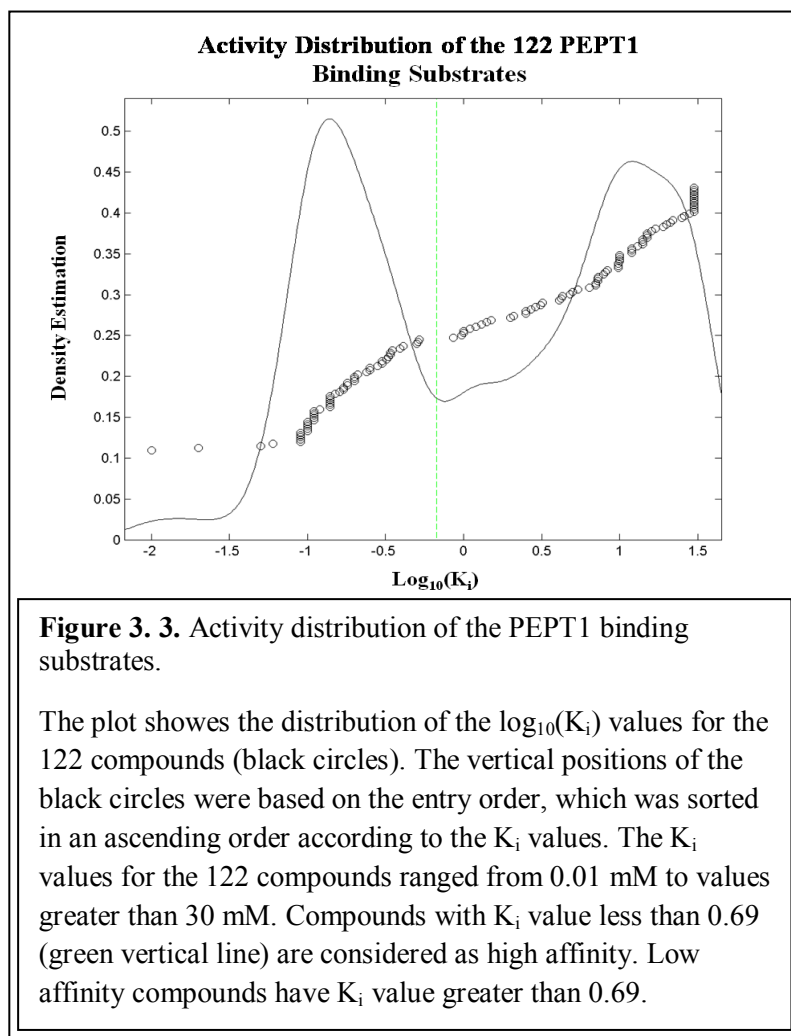 Activity Distribution of the 122 PEPT1
Binding Substrates
0.5
0.45
0.4
0.35
0.3
0.25
0.2
0.15
0.1
0.05
0
Density Estimation
-2 -1.5 -1 -0.5 0 0.5 1 1.5
Log₁₀(Kᵢ)
Figure 3. 3. Activity distribution of the PEPT1 binding
substrates.
The plot showes the distribution of the log₁₀(Kᵢ) values for the
122 compounds (black circles). The vertical positions of the
black circles were based on the entry order, which was sorted
in an ascending order according to the Kᵢ values. The Kᵢ
values for the 122 compounds ranged from 0.01 mM to values
greater than 30 mM. Compounds with Kᵢ value less than 0.69
(green vertical line) are considered as high affinity. Low
affinity compounds have Kᵢ value greater than 0.69.